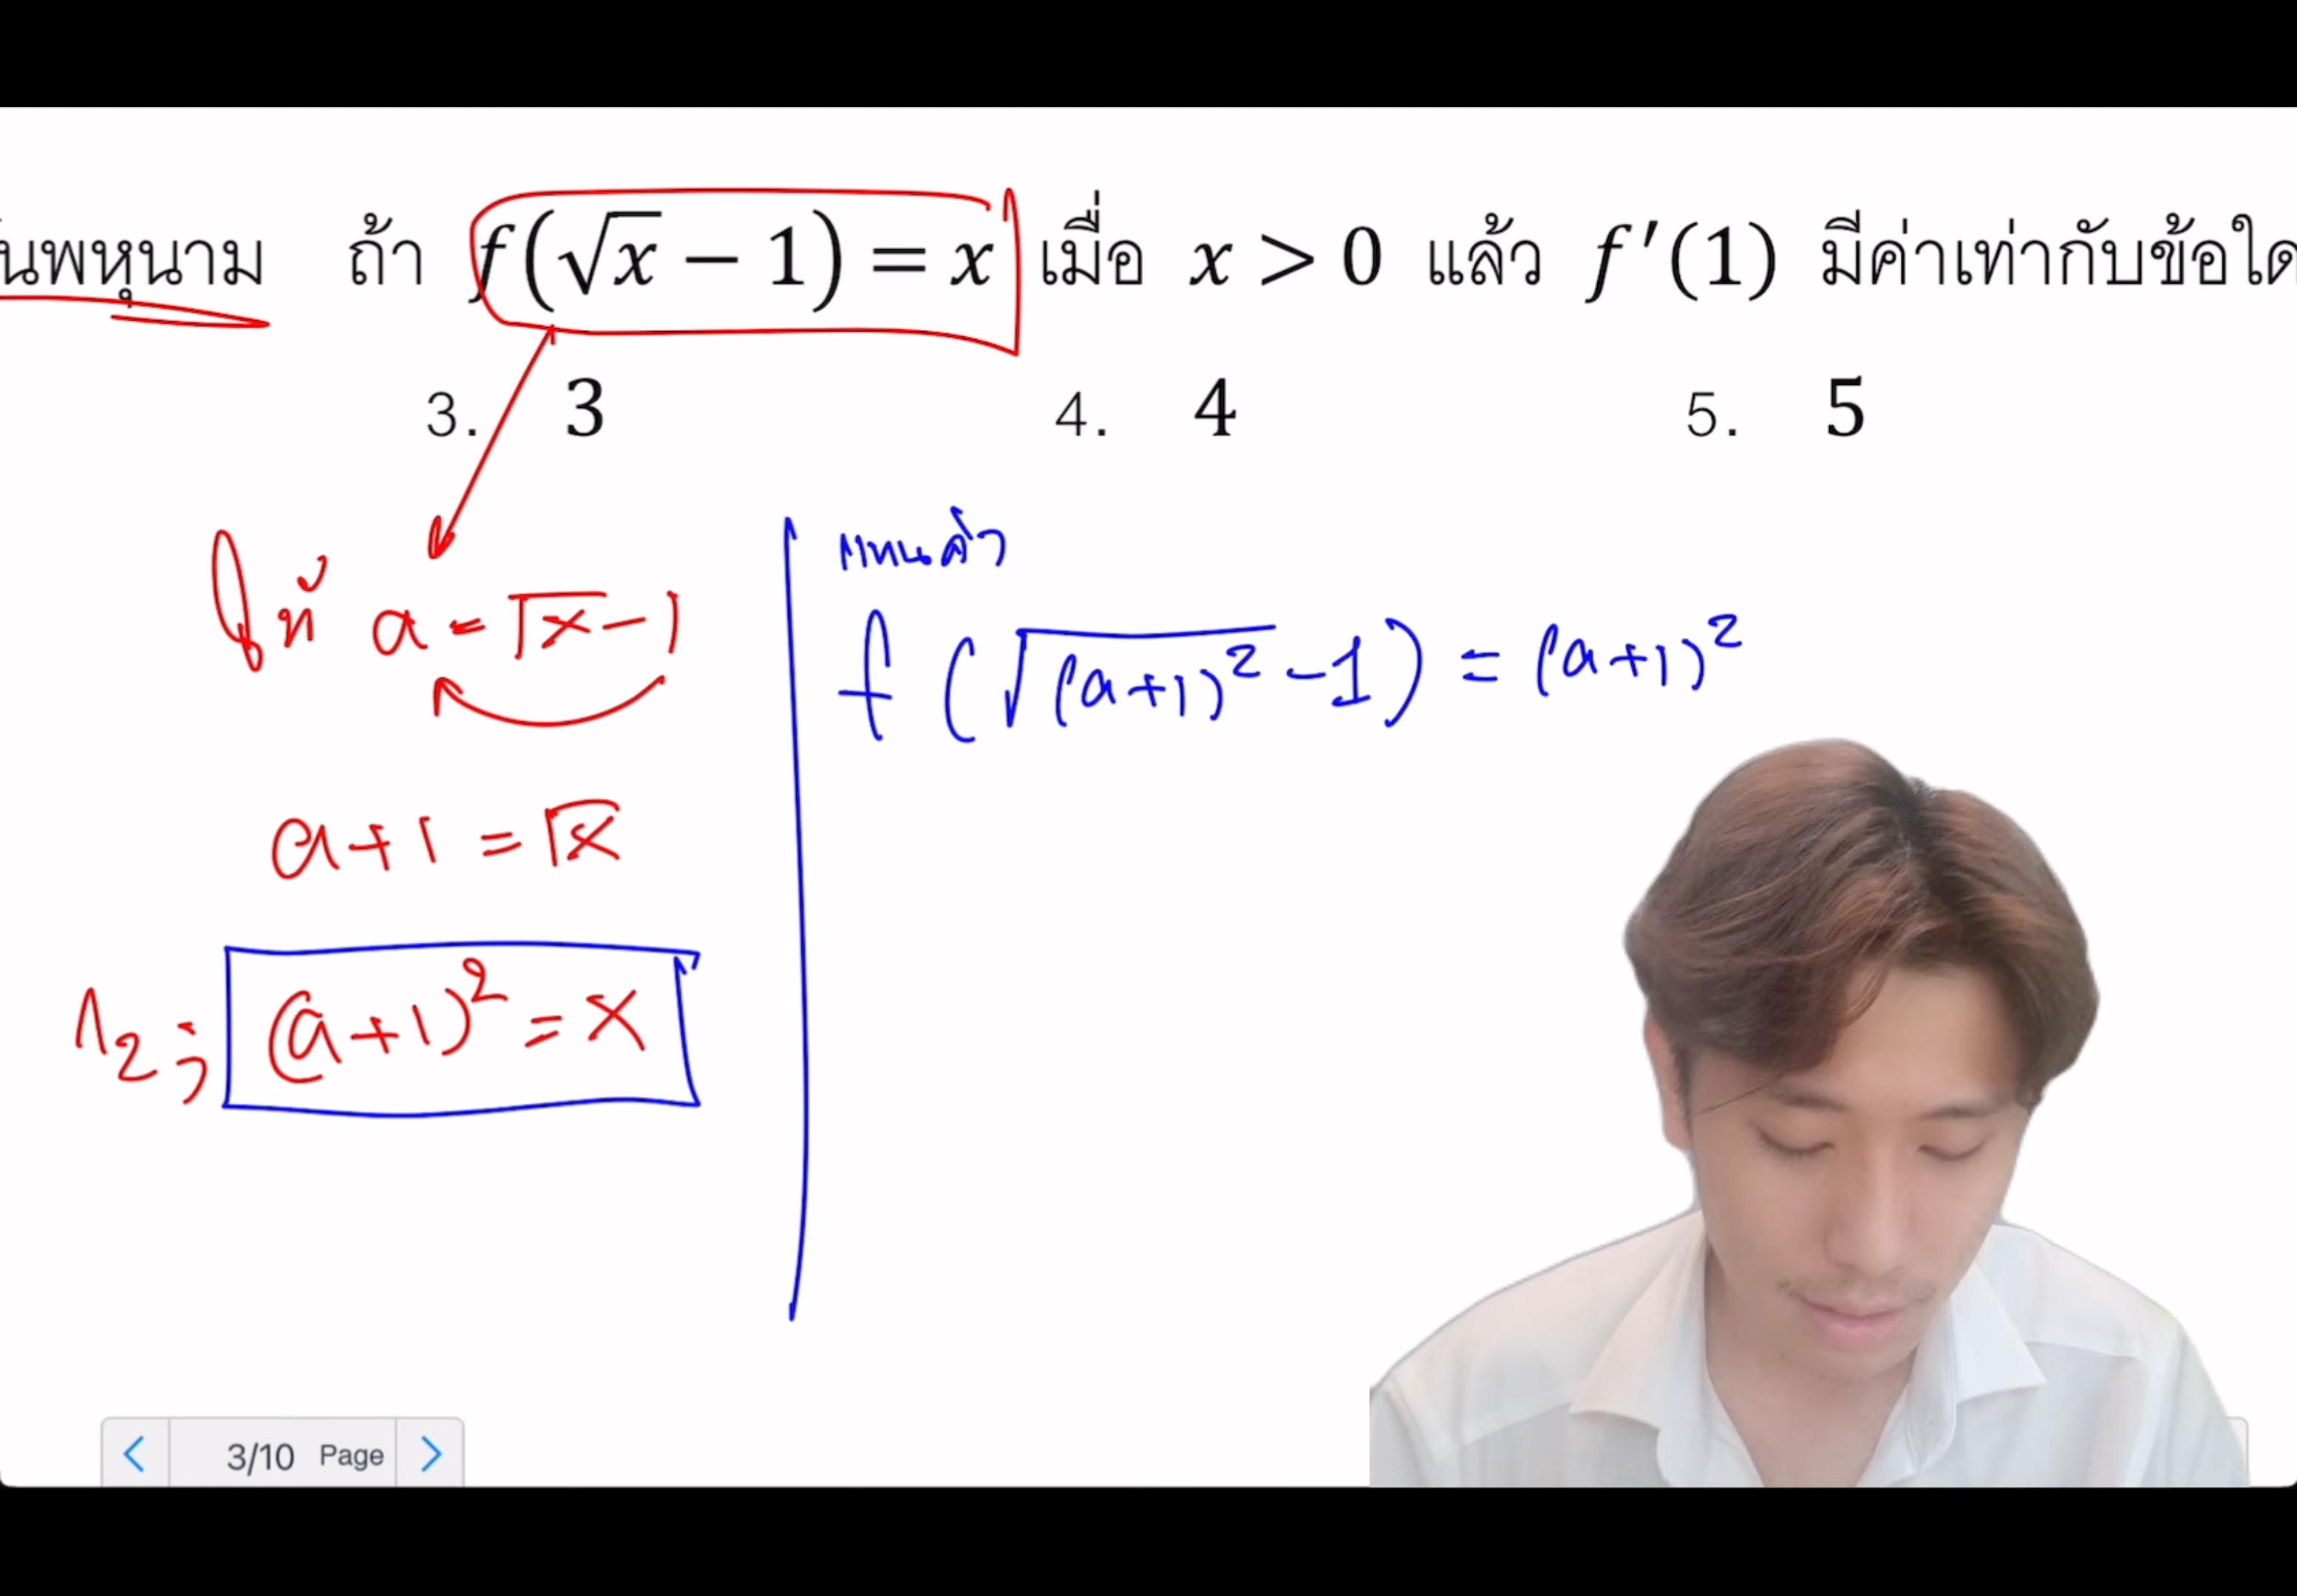 นพหุนาม ถ้า f(√x − 1) = x เมื่อ x > 0 แล้ว f′(1) มีค่าเท่ากับข้อใด
3. 3 4. 4 5. 5
ให้ a = √x − 1
a + 1 = √x
(a+1)² = x
แทนค่า
f(√(a+1)² − 1) = (a+1)²
3/10 Page